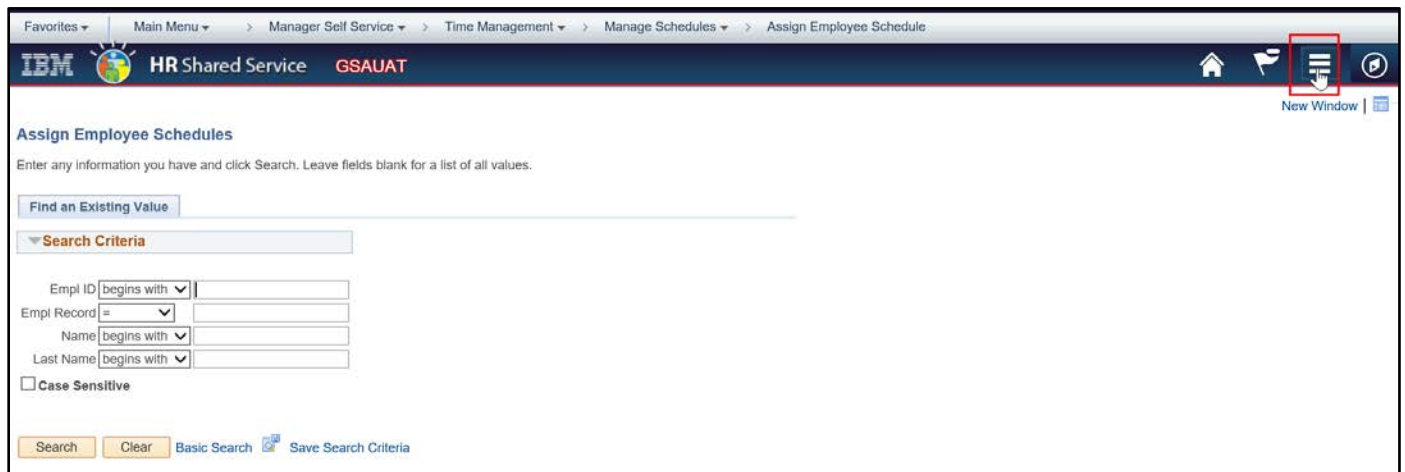 Favorites Main Menu > Manager Self Service > Time Management > Manage Schedules > Assign Employee Schedule
IBM HR Shared Service GSAUAT
New Window |
Assign Employee Schedules
Enter any information you have and click Search. Leave fields blank for a list of all values.
Find an Existing Value
Search Criteria
Empl ID begins with
Empl Record =
Name begins with
Last Name begins with
Case Sensitive
Search Clear Basic Search Save Search Criteria